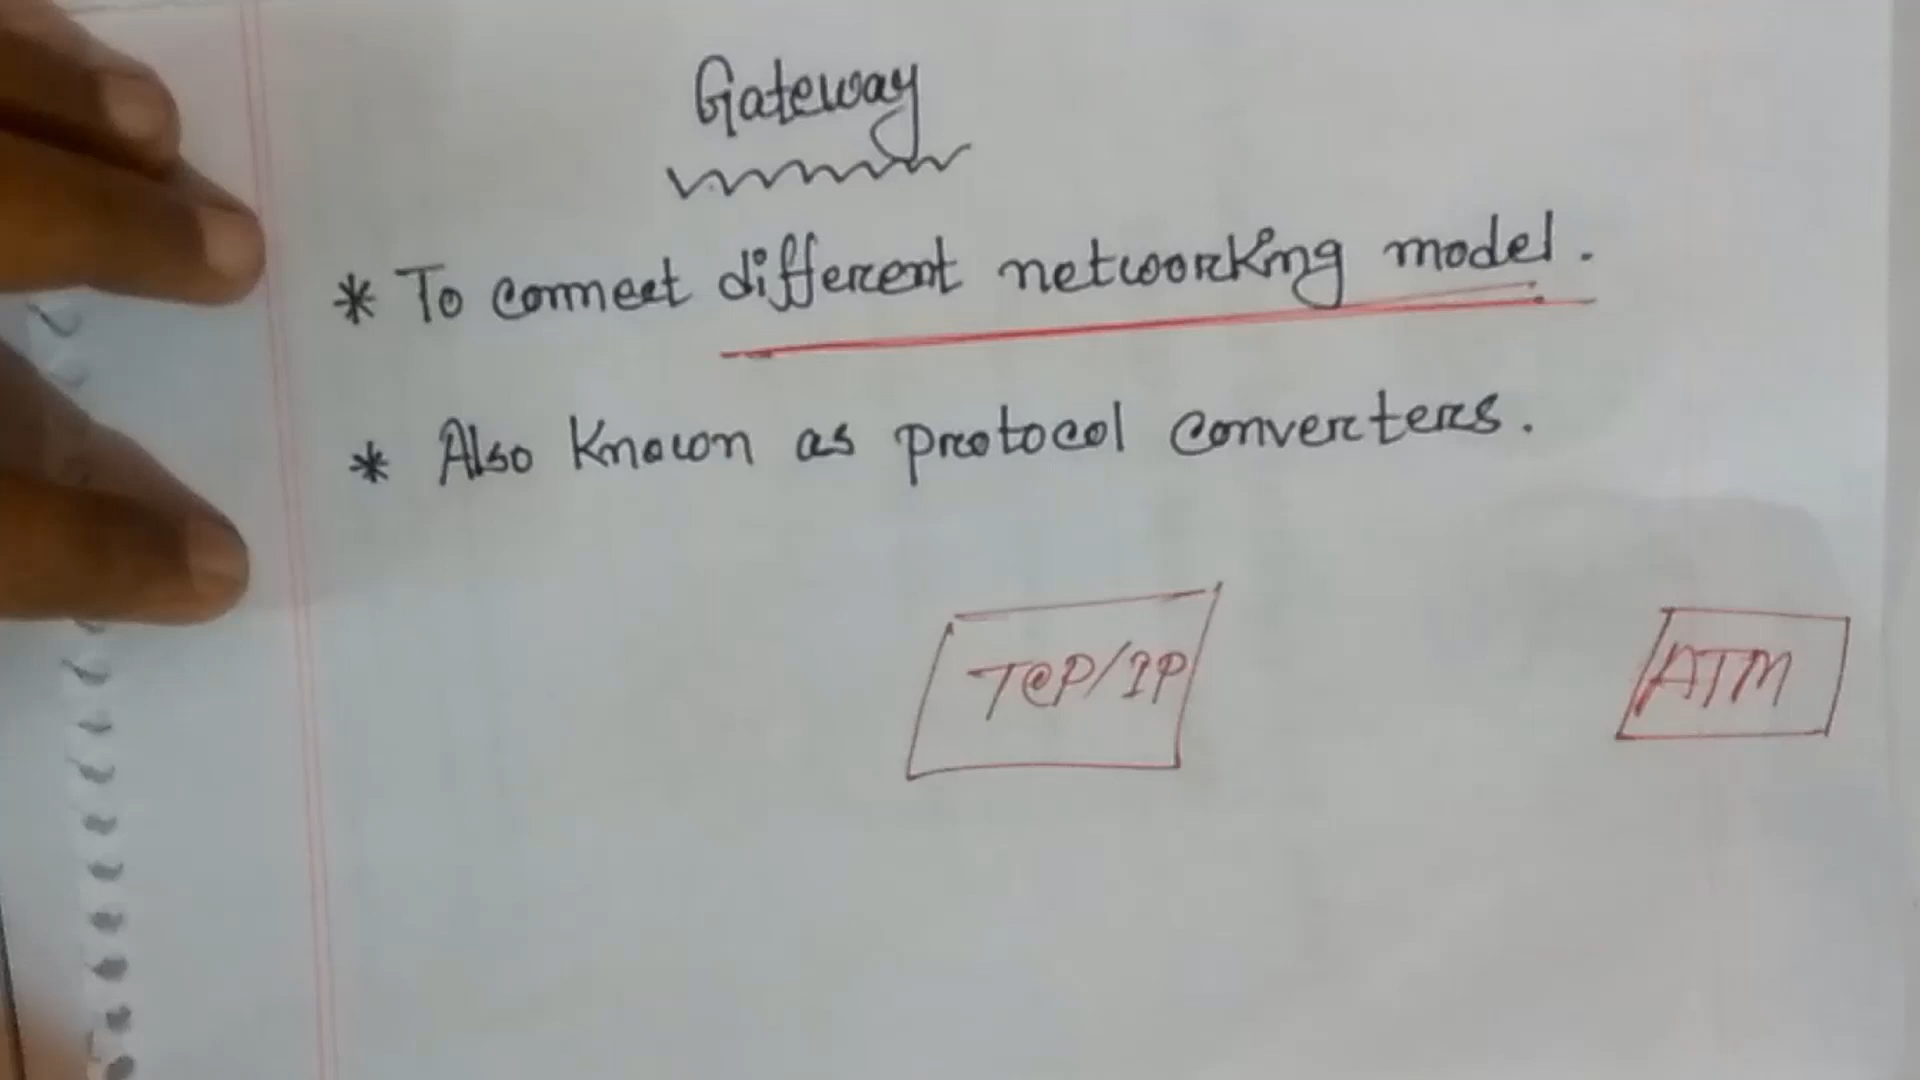 Gateway
* To connect different networking model.
* Also Known as protocol converters.
TCP/IP
ATM